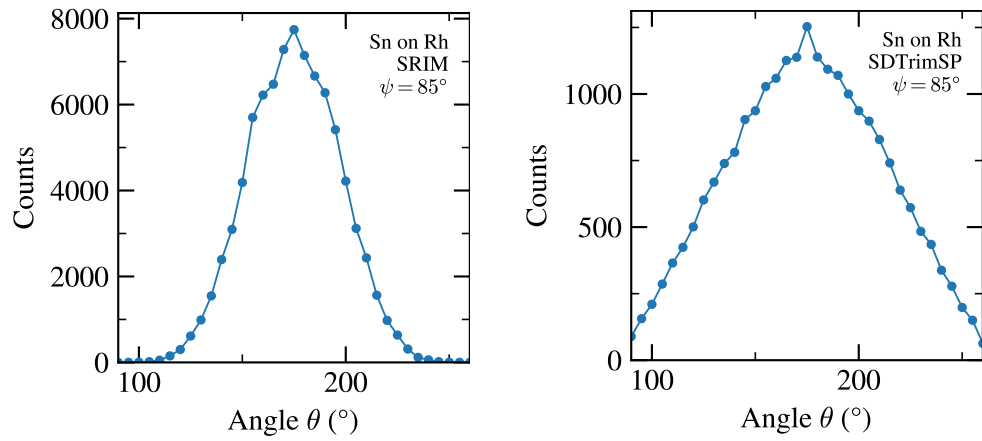 8000
6000
4000
2000
0
100
200
Counts
Angle θ (°)
Sn on Rh
SRIM
ψ = 85°
1000
500
0
100
200
Counts
Angle θ (°)
Sn on Rh
SDTrimSP
ψ = 85°